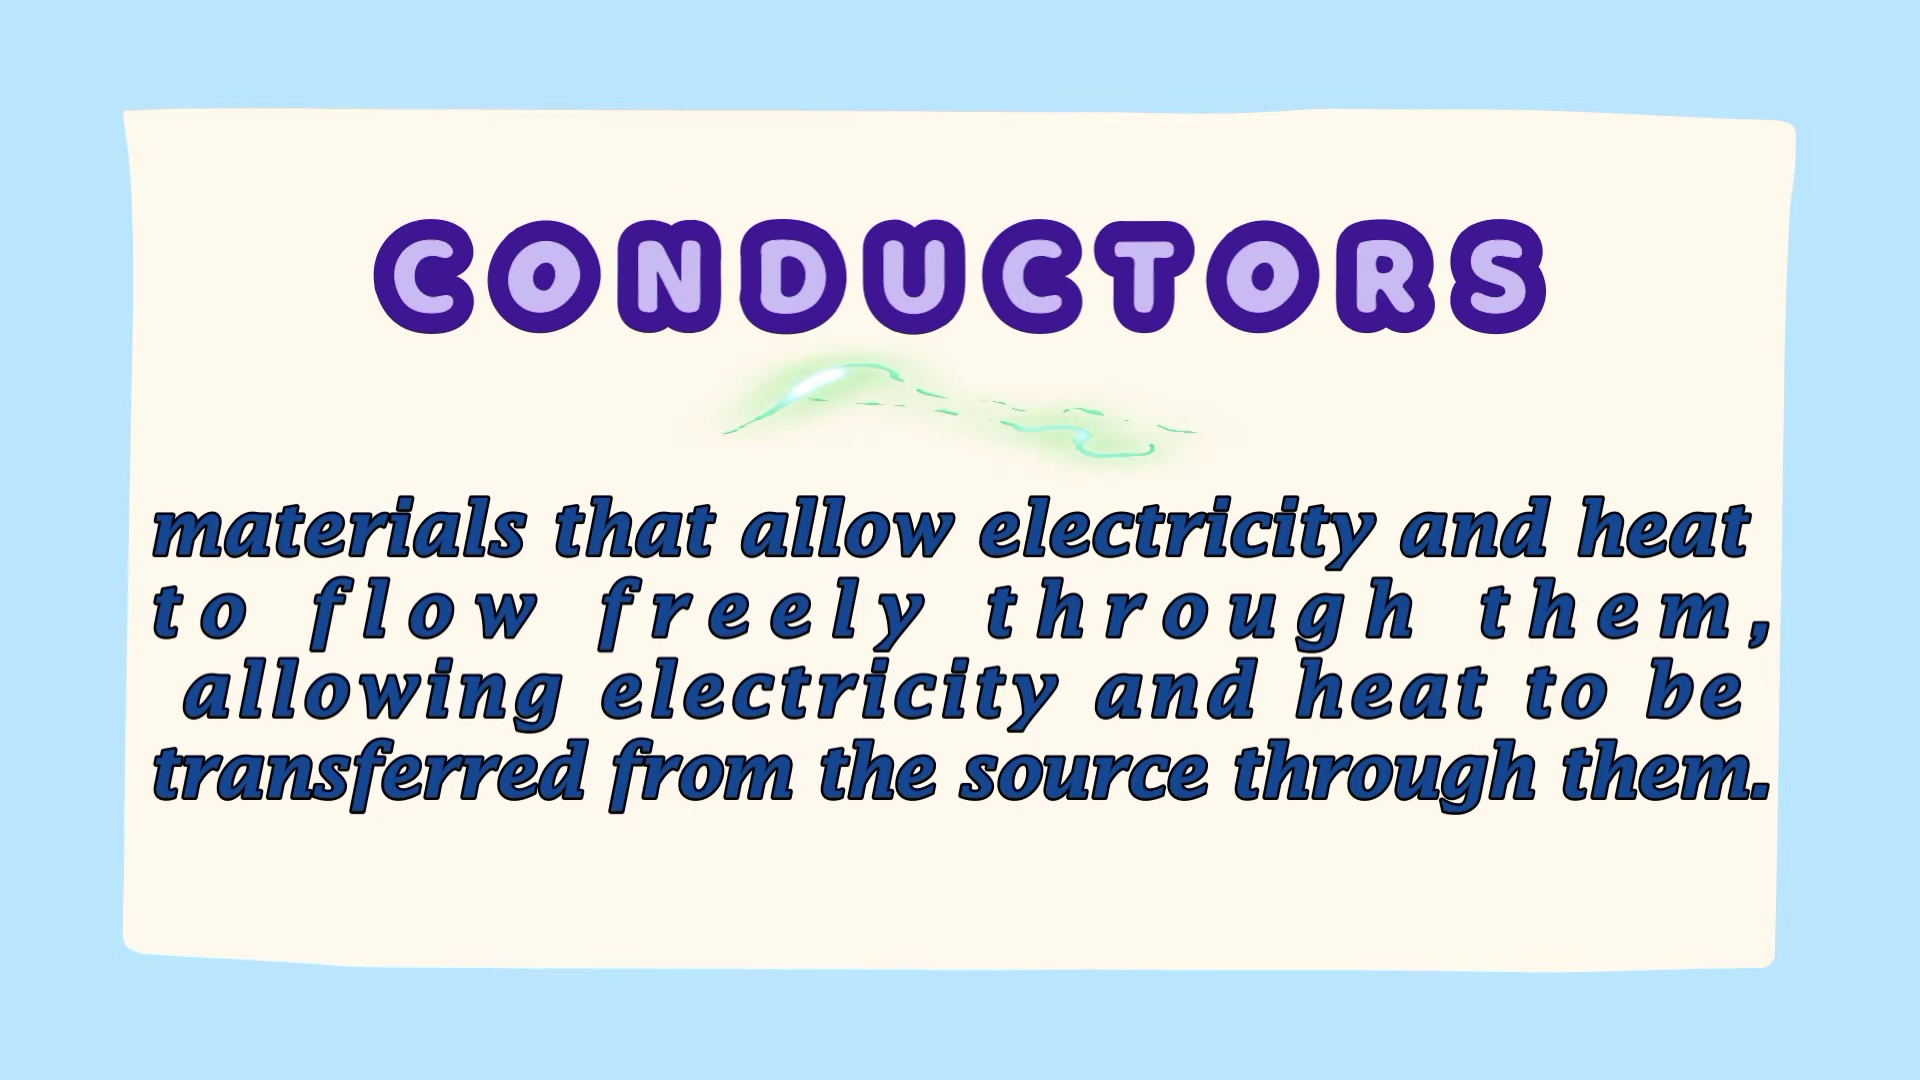 CONDUCTORS
materials that allow electricity and heat
to flow freely through them,
allowing electricity and heat to be
transferred from the source through them.